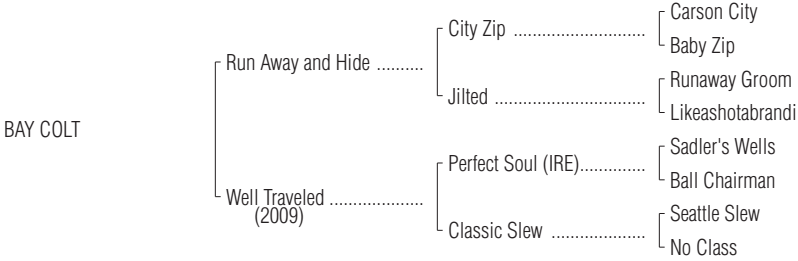 Carson City
City Zip ............................
Baby Zip
Run Away and Hide ..........
Runaway Groom
Jilted ................................
Likeashotabrandi
BAY COLT
Sadler's Wells
Perfect Soul (IRE)..............
Ball Chairman
Well Traveled ....................
(2009)
Seattle Slew
Classic Slew ....................
No Class